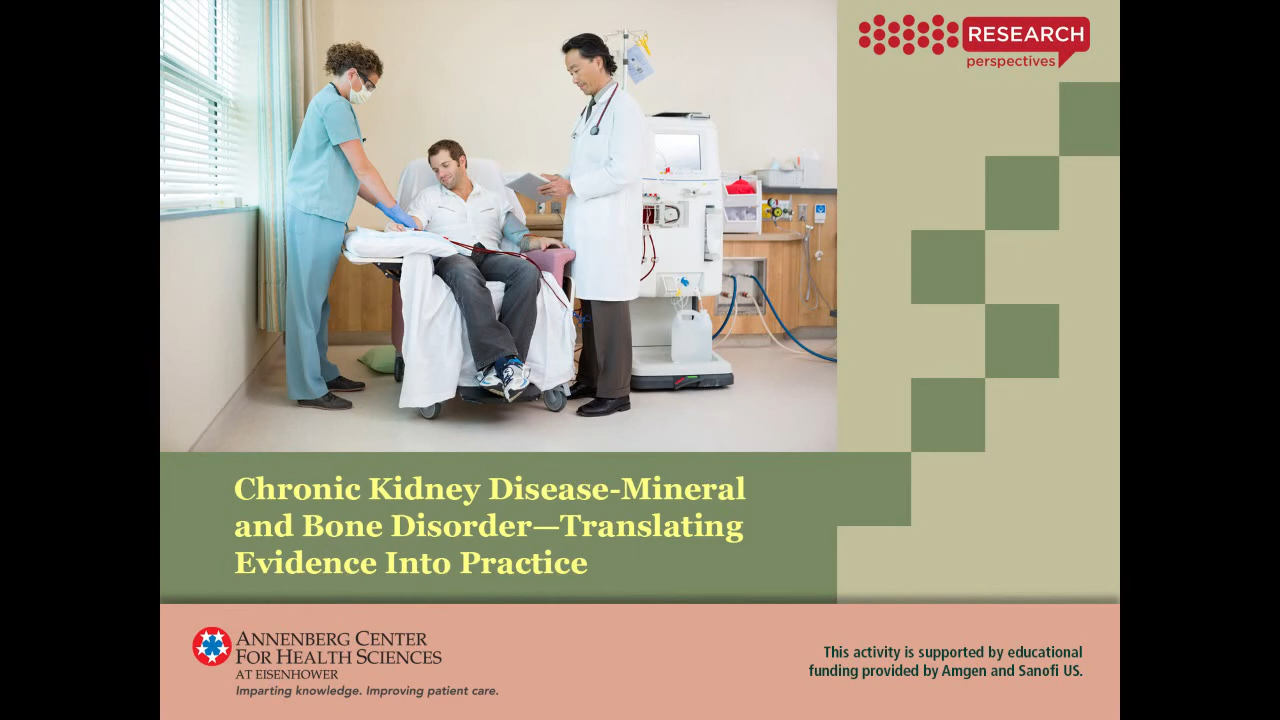 RESEARCH
perspectives
Chronic Kidney Disease-Mineral
and Bone Disorder—Translating
Evidence Into Practice
ANNENBERG CENTER
FOR HEALTH SCIENCES
AT EISENHOWER
Imparting knowledge. Improving patient care.
This activity is supported by educational
funding provided by Amgen and Sanofi US.